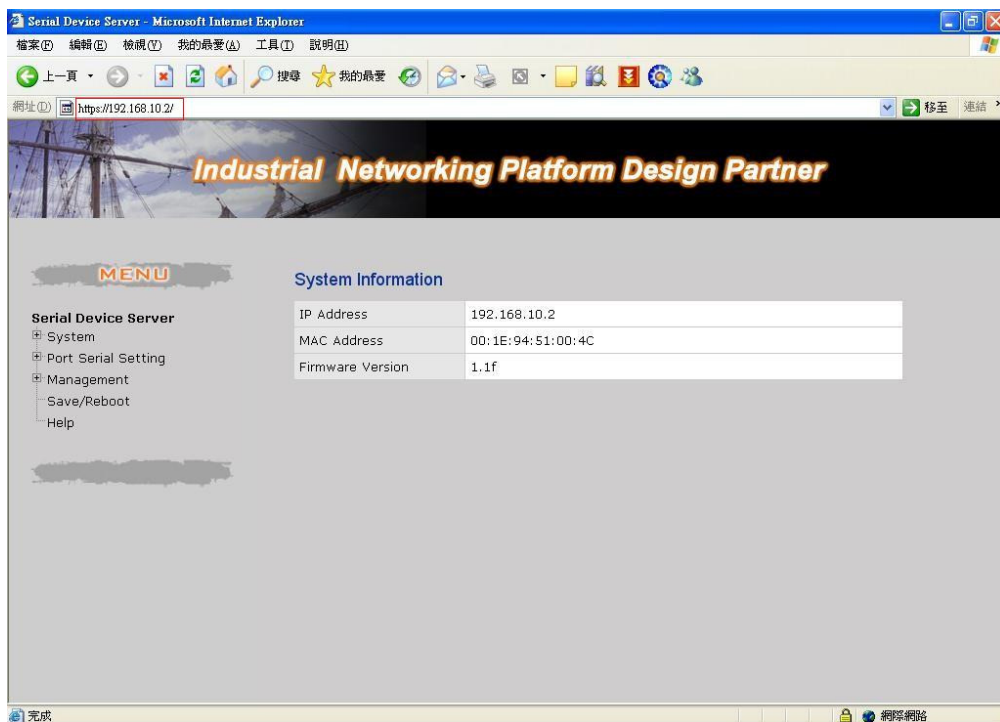 Serial Device Server - Microsoft Internet Explorer
檔案(F) 編輯(E) 檢視(V) 我的最愛(A) 工具(T) 說明(H)
上一頁 搜尋 我的最愛
網址(D) https://192.168.10.2/ 移至 連結 »
Industrial Networking Platform Design Partner
MENU
Serial Device Server
System
Port Serial Setting
Management
Save/Reboot
Help
System Information
IP Address 192.168.10.2
MAC Address 00:1E:94:51:00:4C
Firmware Version 1.1f
完成 網際網路